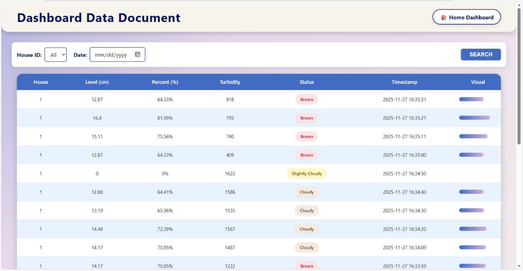 Dashboard Data Document
Home Dashboard
House ID: All Date: mm/dd/yyyy SEARCH
House Level (cm) Percent (%) Turbidity Status Timestamp Visual
1 12.87 64.33% 918 Brown 2025-11-27 16:35:31
1 16.4 81.99% 755 Brown 2025-11-27 16:35:21
1 15.11 75.56% 740 Brown 2025-11-27 16:35:11
1 12.87 64.33% 409 Brown 2025-11-27 16:35:00
1 0 0% 1622 Slightly Cloudy 2025-11-27 16:34:50
1 12.88 64.41% 1586 Cloudy 2025-11-27 16:34:40
1 13.19 65.96% 1535 Cloudy 2025-11-27 16:34:30
1 14.48 72.39% 1567 Cloudy 2025-11-27 16:34:20
1 14.17 70.85% 1487 Cloudy 2025-11-27 16:34:09
1 14.17 70.85% 1222 Brown 2025-11-27 16:33:59